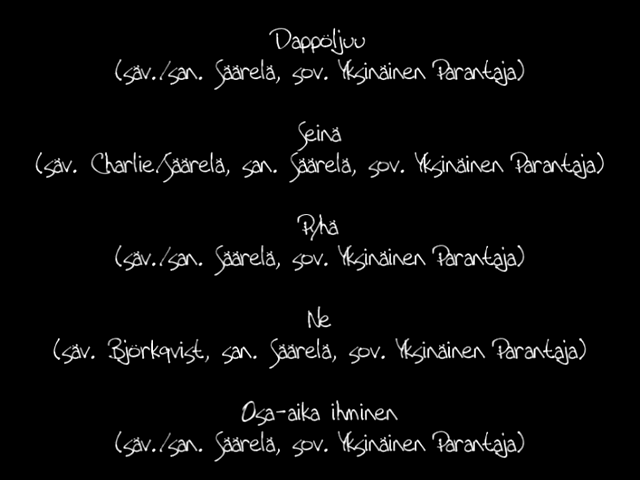 Dappöljuu
(säv./san. Säärelä, sov. Yksinäinen Parantaja)
Seinä
(säv. Charlie/Säärelä, san. Säärelä, sov. Yksinäinen Parantaja)
Pyhä
(säv./san. Säärelä, sov. Yksinäinen Parantaja)
Ne
(säv. Björkqvist, san. Säärelä, sov. Yksinäinen Parantaja)
Osa-aika ihminen
(säv./san. Säärelä, sov. Yksinäinen Parantaja)